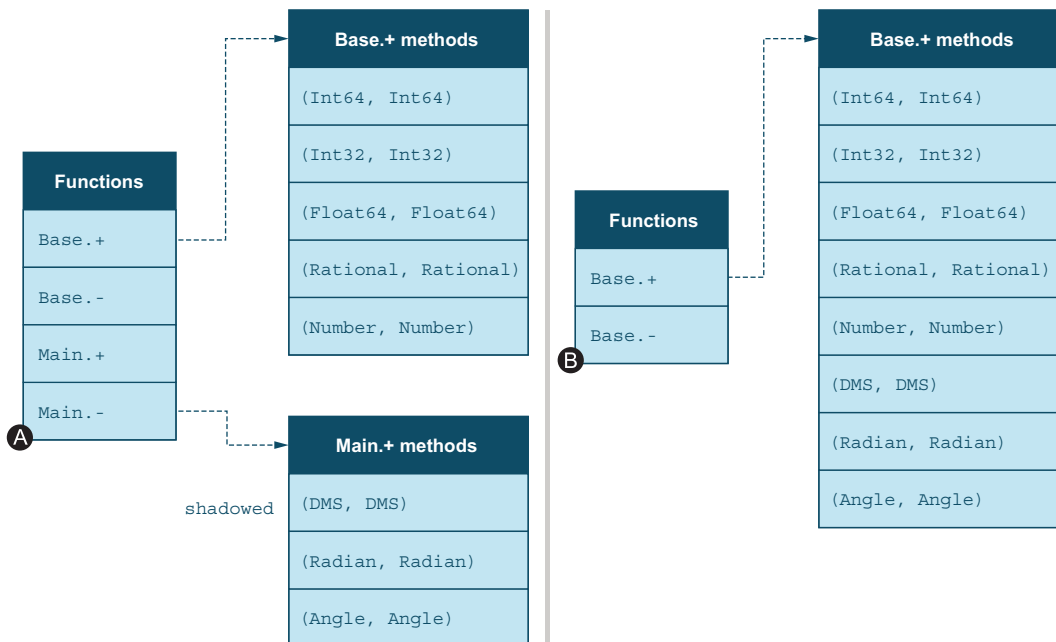 Functions
Base.+
Base.-
Main.+
Main.-
A
Base.+ methods
(Int64, Int64)
(Int32, Int32)
(Float64, Float64)
(Rational, Rational)
(Number, Number)
shadowed
Main.+ methods
(DMS, DMS)
(Radian, Radian)
(Angle, Angle)
Functions
Base.+
Base.-
B
Base.+ methods
(Int64, Int64)
(Int32, Int32)
(Float64, Float64)
(Rational, Rational)
(Number, Number)
(DMS, DMS)
(Radian, Radian)
(Angle, Angle)